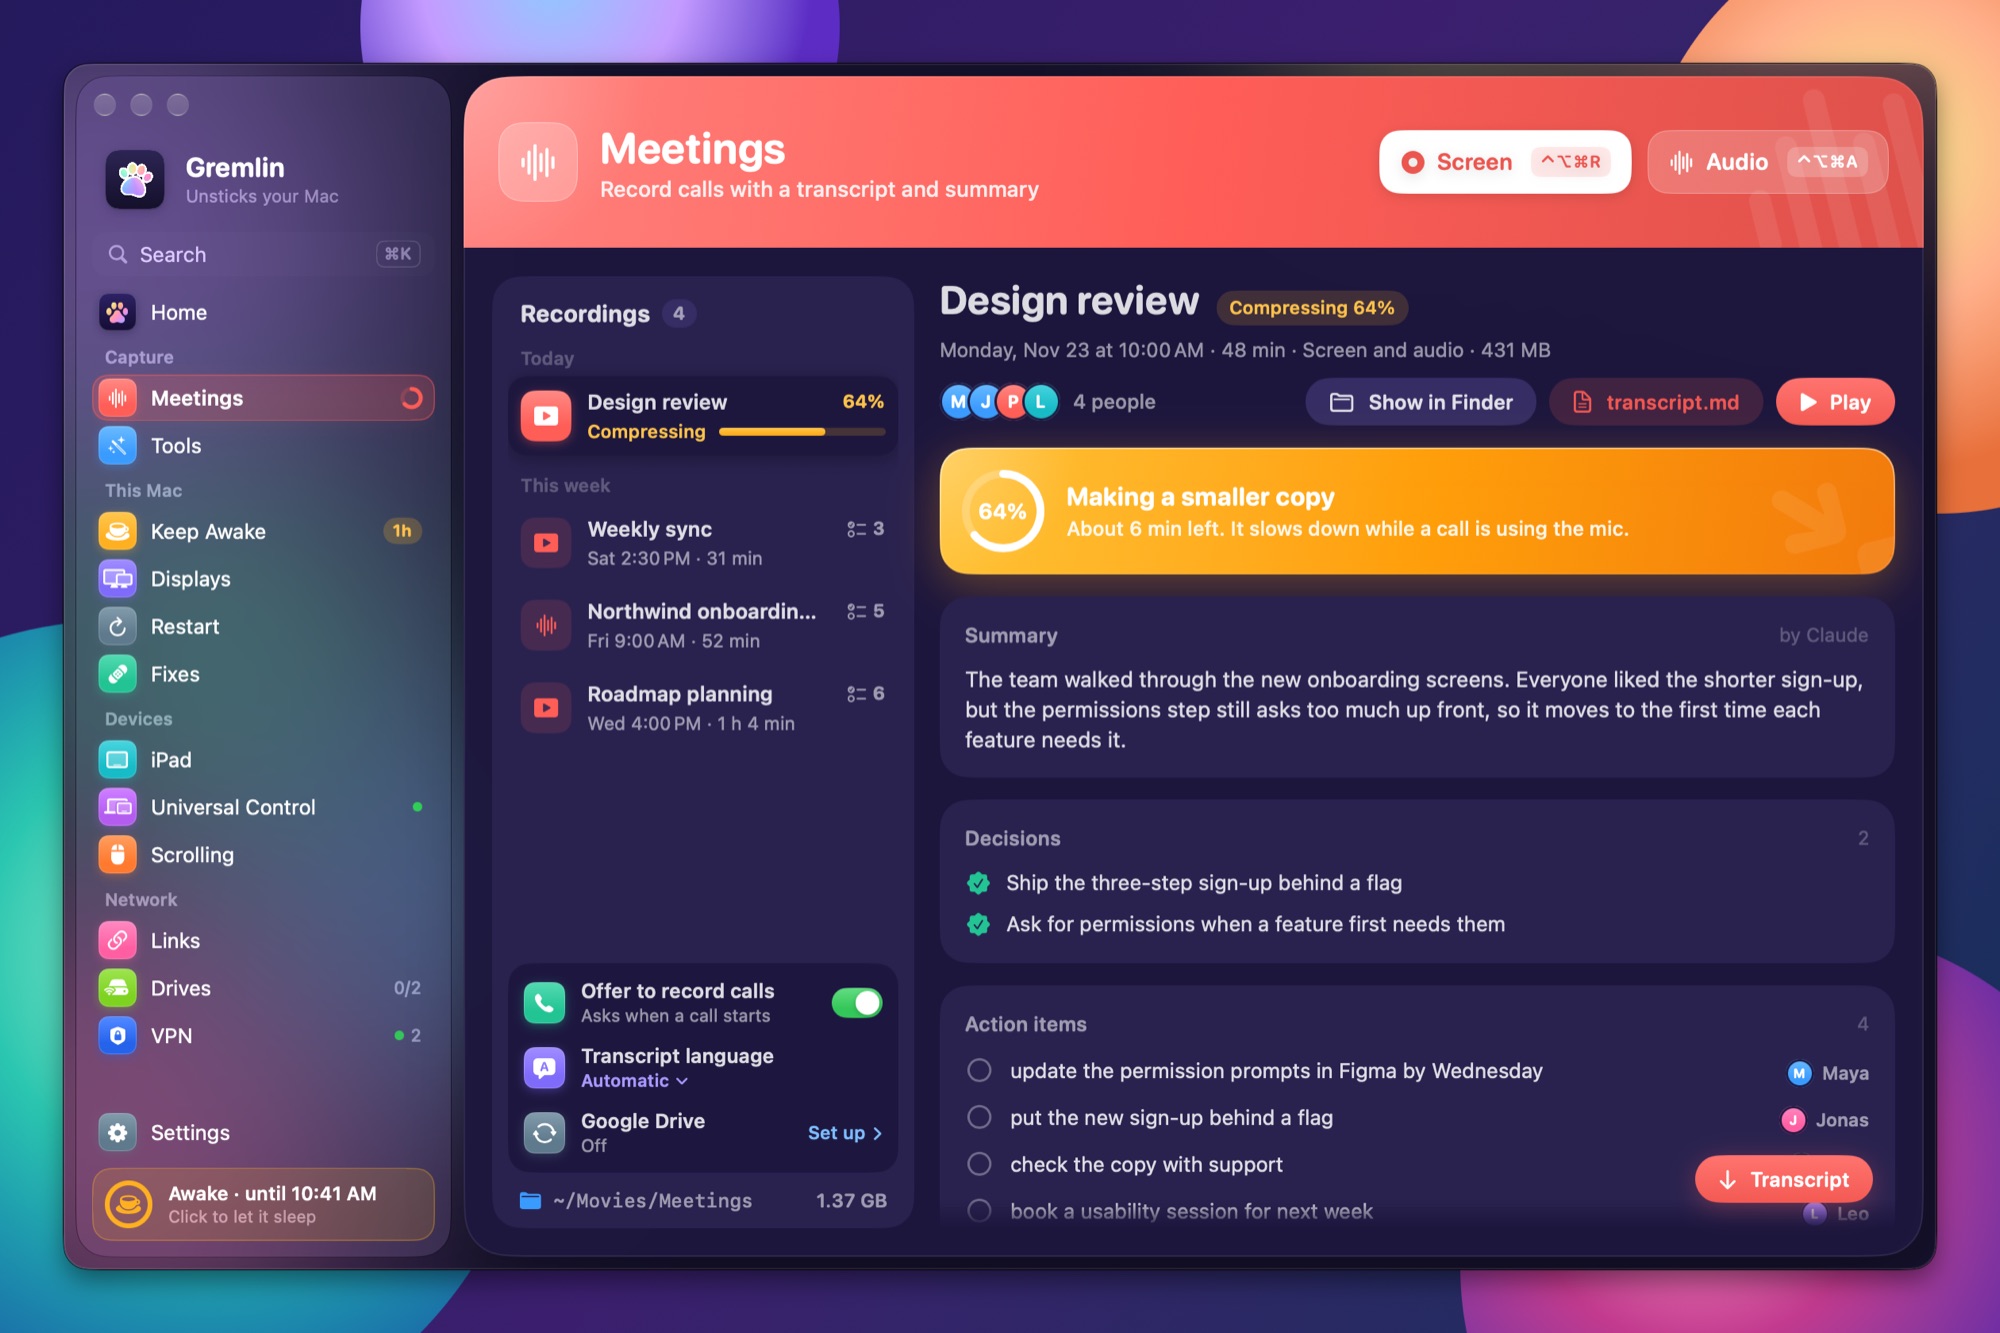 Gremlin
Unsticks your Mac
Search ⌘K
Home
Capture
Meetings
Tools
This Mac
Keep Awake 1h
Displays
Restart
Fixes
Devices
iPad
Universal Control
Scrolling
Network
Links
Drives 0/2
VPN 2
Settings
Awake · until 10:41 AM
Click to let it sleep
Meetings
Record calls with a transcript and summary
Screen ⌃⌥⌘R
Audio ⌃⌥⌘A
Recordings 4
Today
Design review 64%
Compressing
This week
Weekly sync 3
Sat 2:30 PM · 31 min
Northwind onboardin... 5
Fri 9:00 AM · 52 min
Roadmap planning 6
Wed 4:00 PM · 1 h 4 min
Offer to record calls
Asks when a call starts
Transcript language
A
Automatic
Google Drive
Off
Set up
~/Movies/Meetings 1.37 GB
Design review Compressing 64%
Monday, Nov 23 at 10:00 AM · 48 min · Screen and audio · 431 MB
M J P L 4 people
Show in Finder
transcript.md
Play
64%
Making a smaller copy
About 6 min left. It slows down while a call is using the mic.
Summary by Claude
The team walked through the new onboarding screens. Everyone liked the shorter sign-up,
but the permissions step still asks too much up front, so it moves to the first time each
feature needs it.
Decisions 2
Ship the three-step sign-up behind a flag
Ask for permissions when a feature first needs them
Action items 4
update the permission prompts in Figma by Wednesday M Maya
put the new sign-up behind a flag J Jonas
check the copy with support
Transcript
book a usability session for next week L Leo